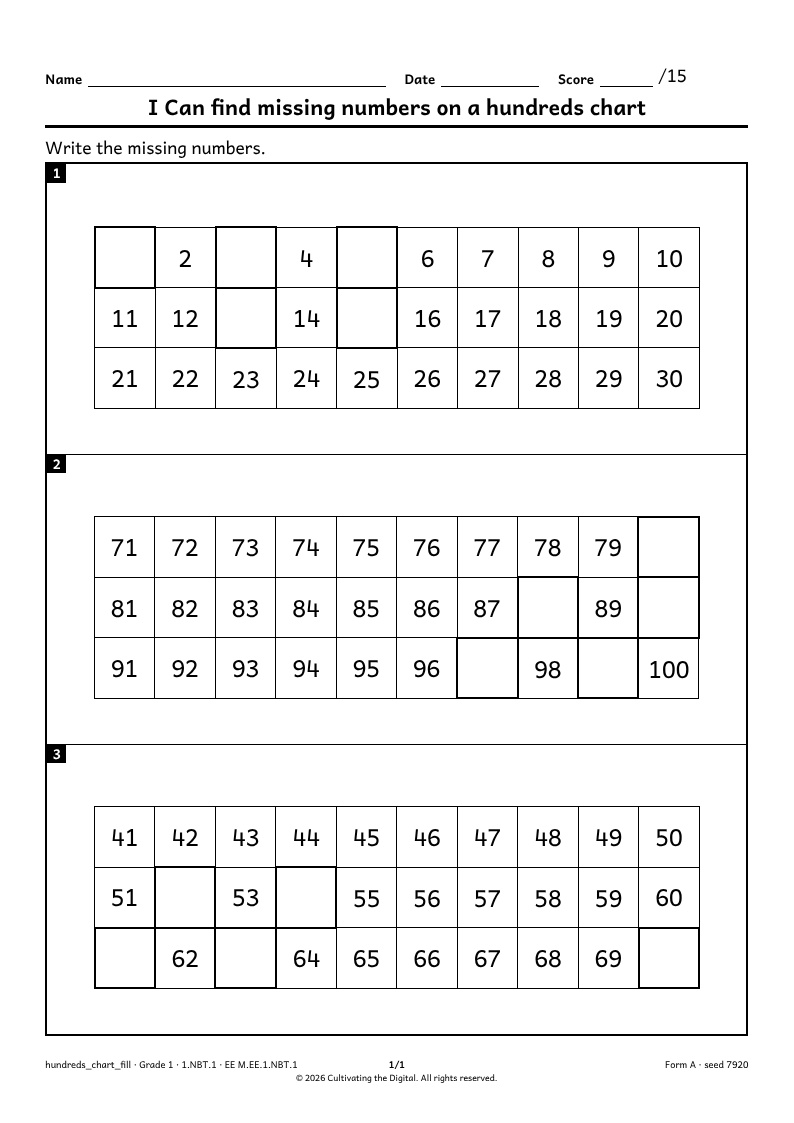 Name Date Score /15
I Can find missing numbers on a hundreds chart
Write the missing numbers.
1
2 4 6 7 8 9 10
11 12 14 16 17 18 19 20
21 22 23 24 25 26 27 28 29 30
2
71 72 73 74 75 76 77 78 79
81 82 83 84 85 86 87 89
91 92 93 94 95 96 98 100
3
41 42 43 44 45 46 47 48 49 50
51 53 55 56 57 58 59 60
62 64 65 66 67 68 69
hundreds_chart_fill · Grade 1 · 1.NBT.1 · EE M.EE.1.NBT.1 1/1 Form A · seed 7920
© 2026 Cultivating the Digital. All rights reserved.